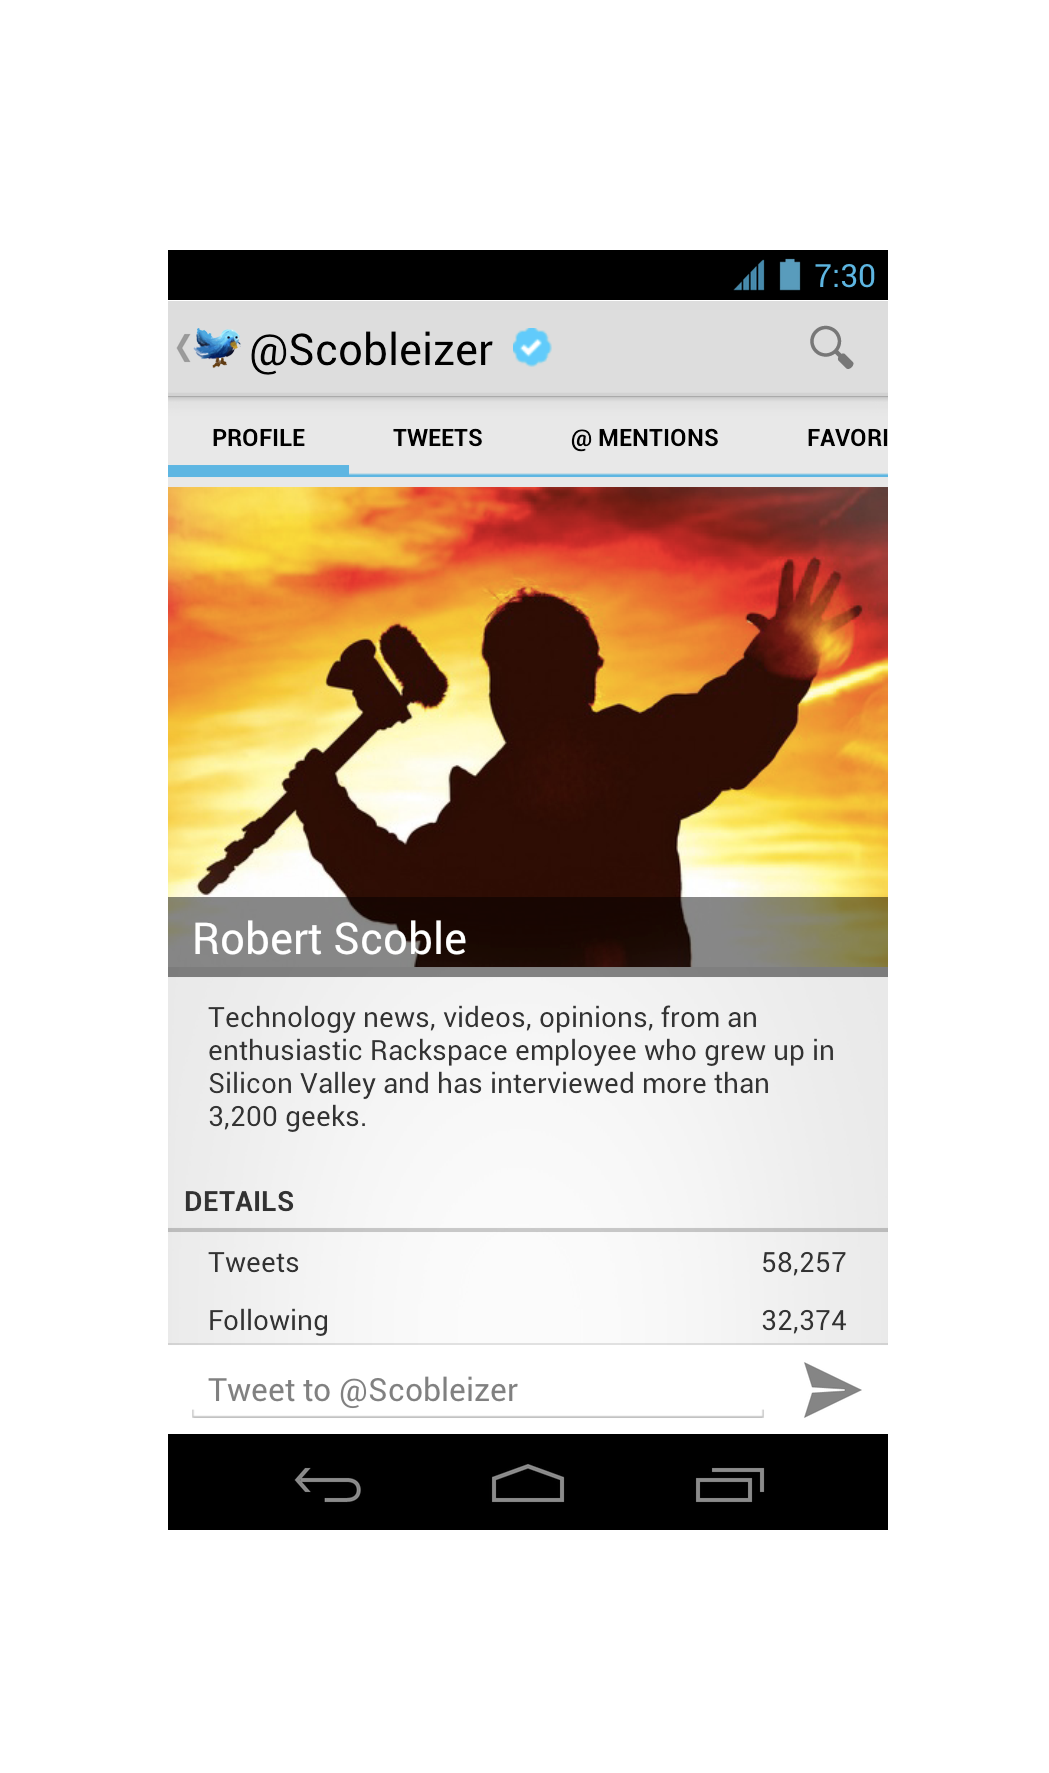 7:30
@Scobleizer
PROFILE TWEETS @ MENTIONS FAVORI
Robert Scoble
Technology news, videos, opinions, from an
enthusiastic Rackspace employee who grew up in
Silicon Valley and has interviewed more than
3,200 geeks.
DETAILS
Tweets 58,257
Following 32,374
Tweet to @Scobleizer